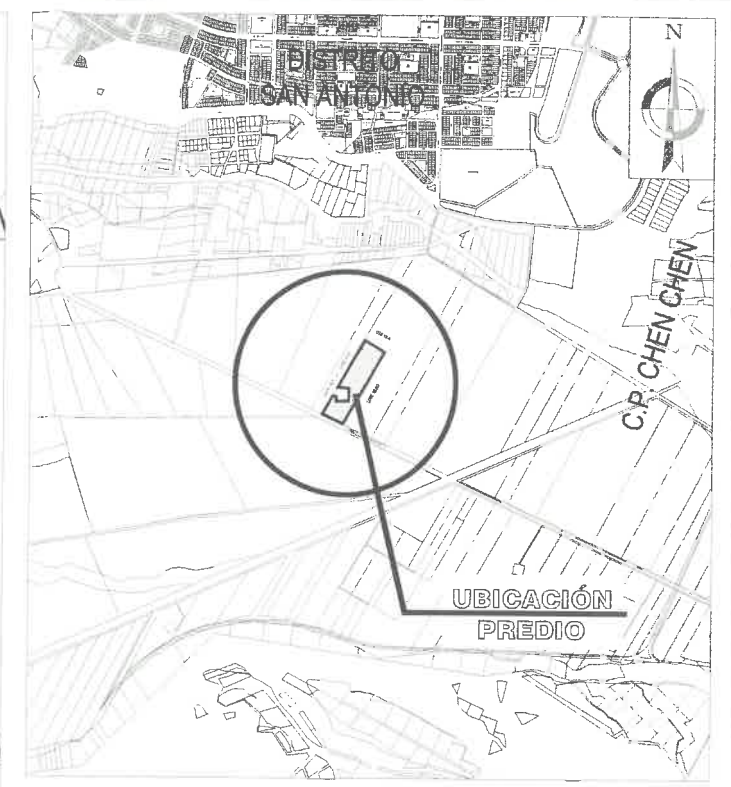 N
DISTRITO
SAN ANTONIO
C.P. CHEN CHEN
UBICACIÓN
PREDIO